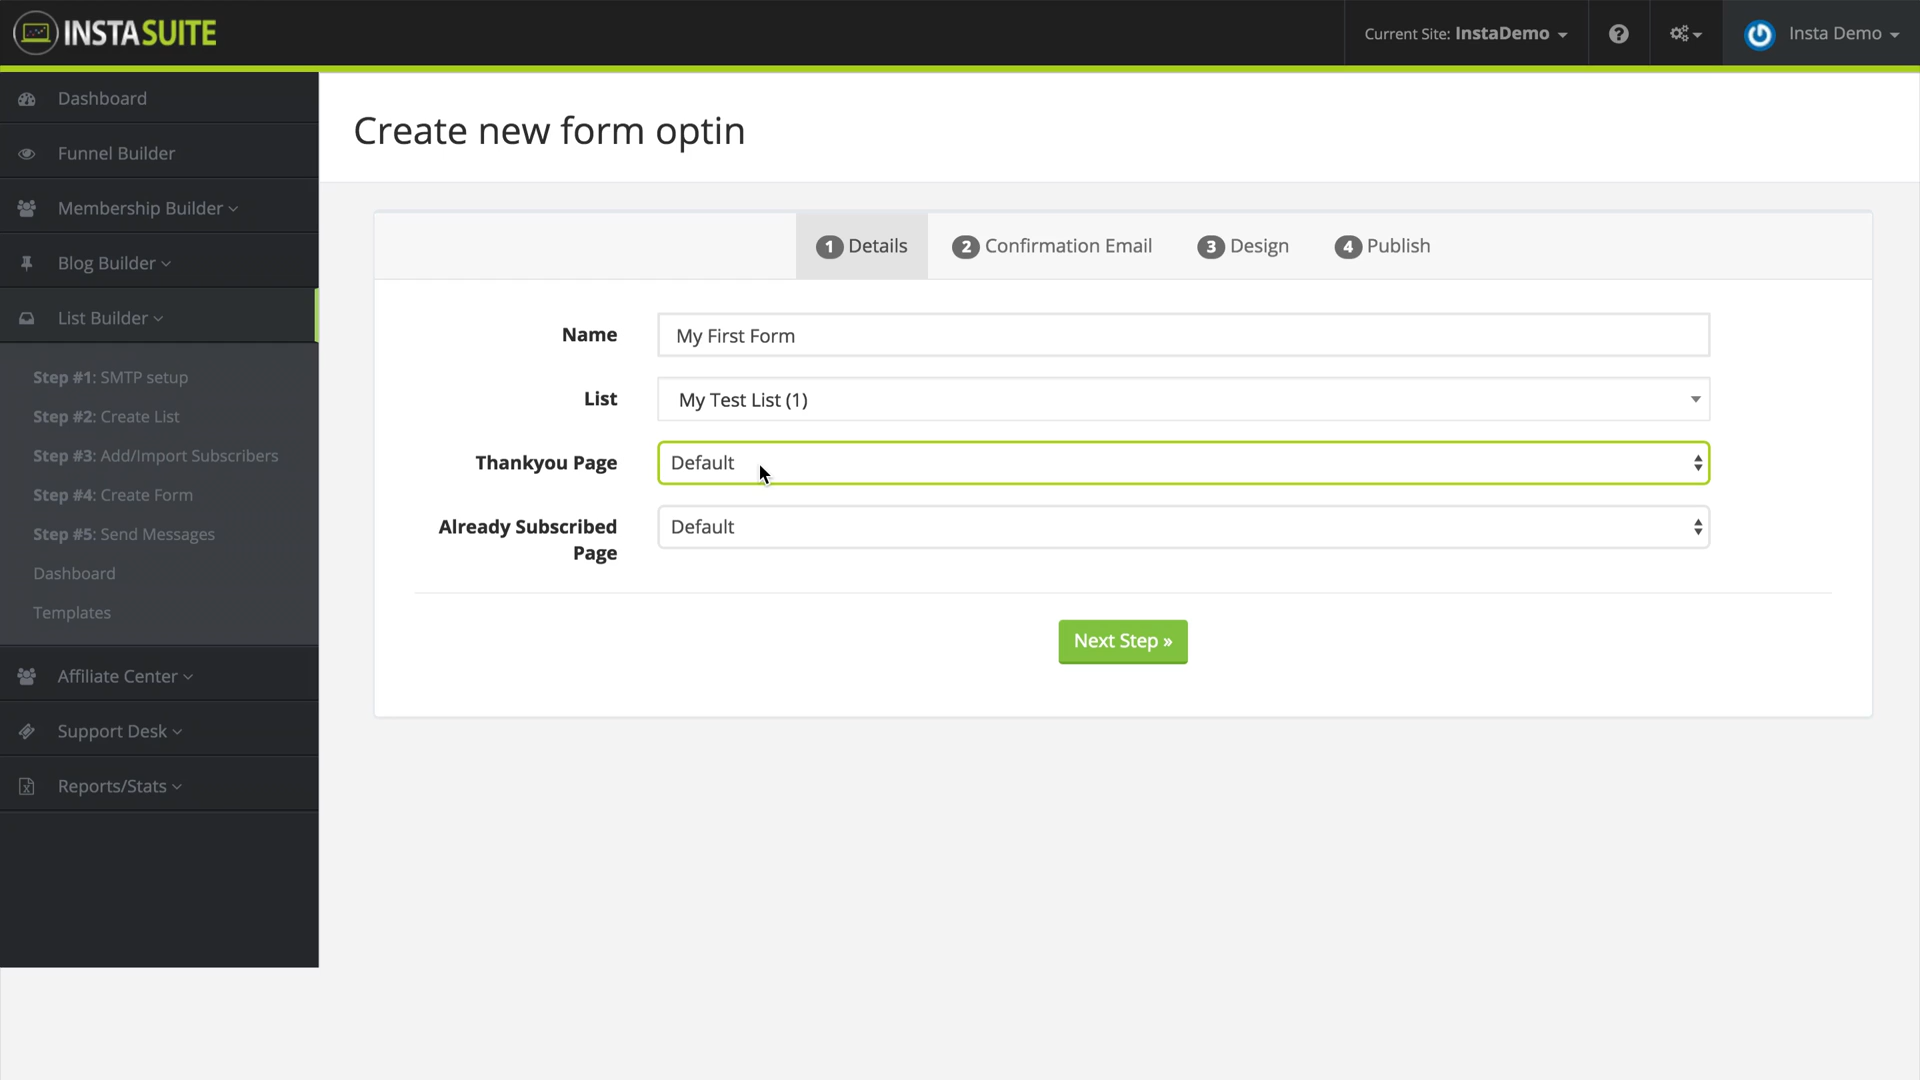 INSTASUITE
Current Site: InstaDemo
Insta Demo
Dashboard
Funnel Builder
Membership Builder
Blog Builder
List Builder
Step #1: SMTP setup
Step #2: Create List
Step #3: Add/Import Subscribers
Step #4: Create Form
Step #5: Send Messages
Dashboard
Templates
Affiliate Center
Support Desk
Reports/Stats
Create new form optin
1 Details 2 Confirmation Email 3 Design 4 Publish
Name My First Form
List My Test List (1)
Thankyou Page Default
Already Subscribed Default
Page
Next Step »